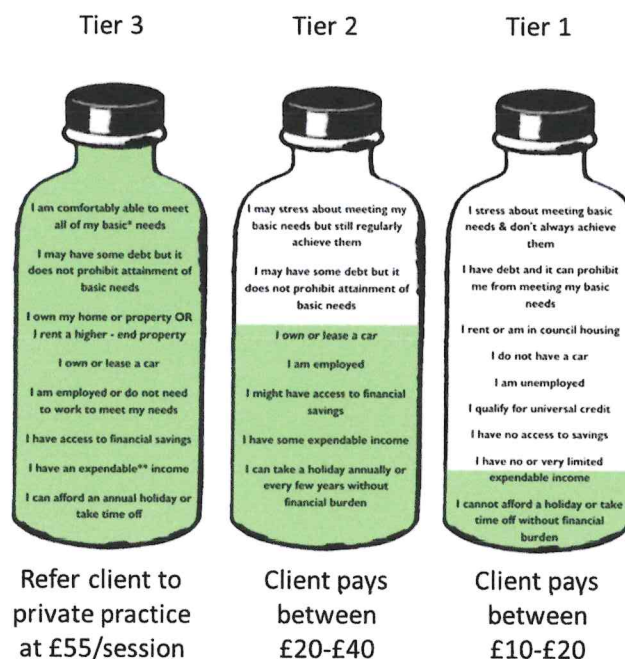 Tier 3
I am comfortably able to meet
all of my basic* needs
I may have some debt but it
does not prohibit attainment of
basic needs
I own my home or property OR
I rent a higher - end property
I own or lease a car
I am employed or do not need
to work to meet my needs
I have access to financial savings
I have an expendable** income
I can afford an annual holiday or
take time off
Refer client to
private practice
at £55/session
Tier 2
I may stress about meeting my
basic needs but still regularly
achieve them
I may have some debt but it
does not prohibit attainment of
basic needs
I own or lease a car
I am employed
I might have access to financial
savings
I have some expendable income
I can take a holiday annually or
every few years without
financial burden
Client pays
between
£20-£40
Tier 1
I stress about meeting basic
needs & don't always achieve
them
I have debt and it can prohibit
me from meeting my basic
needs
I rent or am in council housing
I do not have a car
I am unemployed
I qualify for universal credit
I have no access to savings
I have no or very limited
expendable income
I cannot afford a holiday or take
time off without financial
burden
Client pays
between
£10-£20